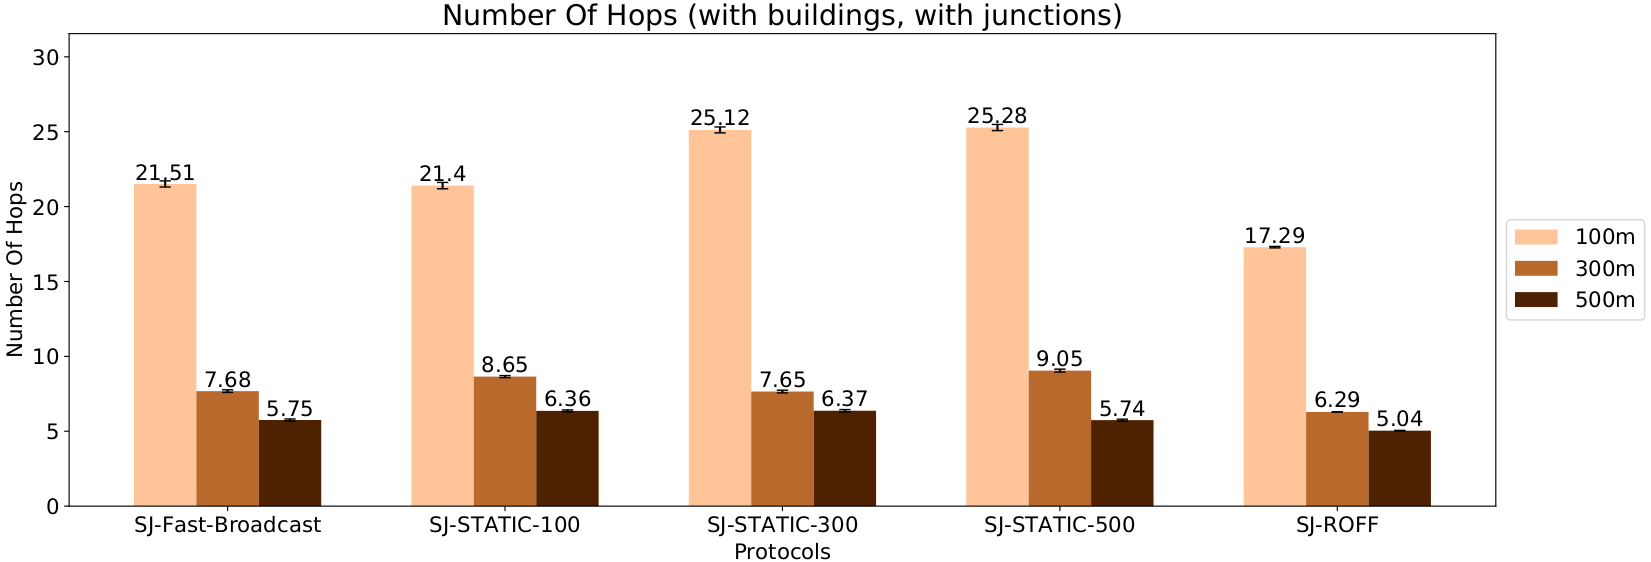 Number Of Hops (with buildings, with junctions)
Number Of Hops
30
25
20
15
10
5
0
21.51
7.68
5.75
21.4
8.65
6.36
25.12
7.65
6.37
25.28
9.05
5.74
17.29
6.29
5.04
SJ-Fast-Broadcast
SJ-STATIC-100
SJ-STATIC-300
SJ-STATIC-500
SJ-ROFF
Protocols
100m
300m
500m